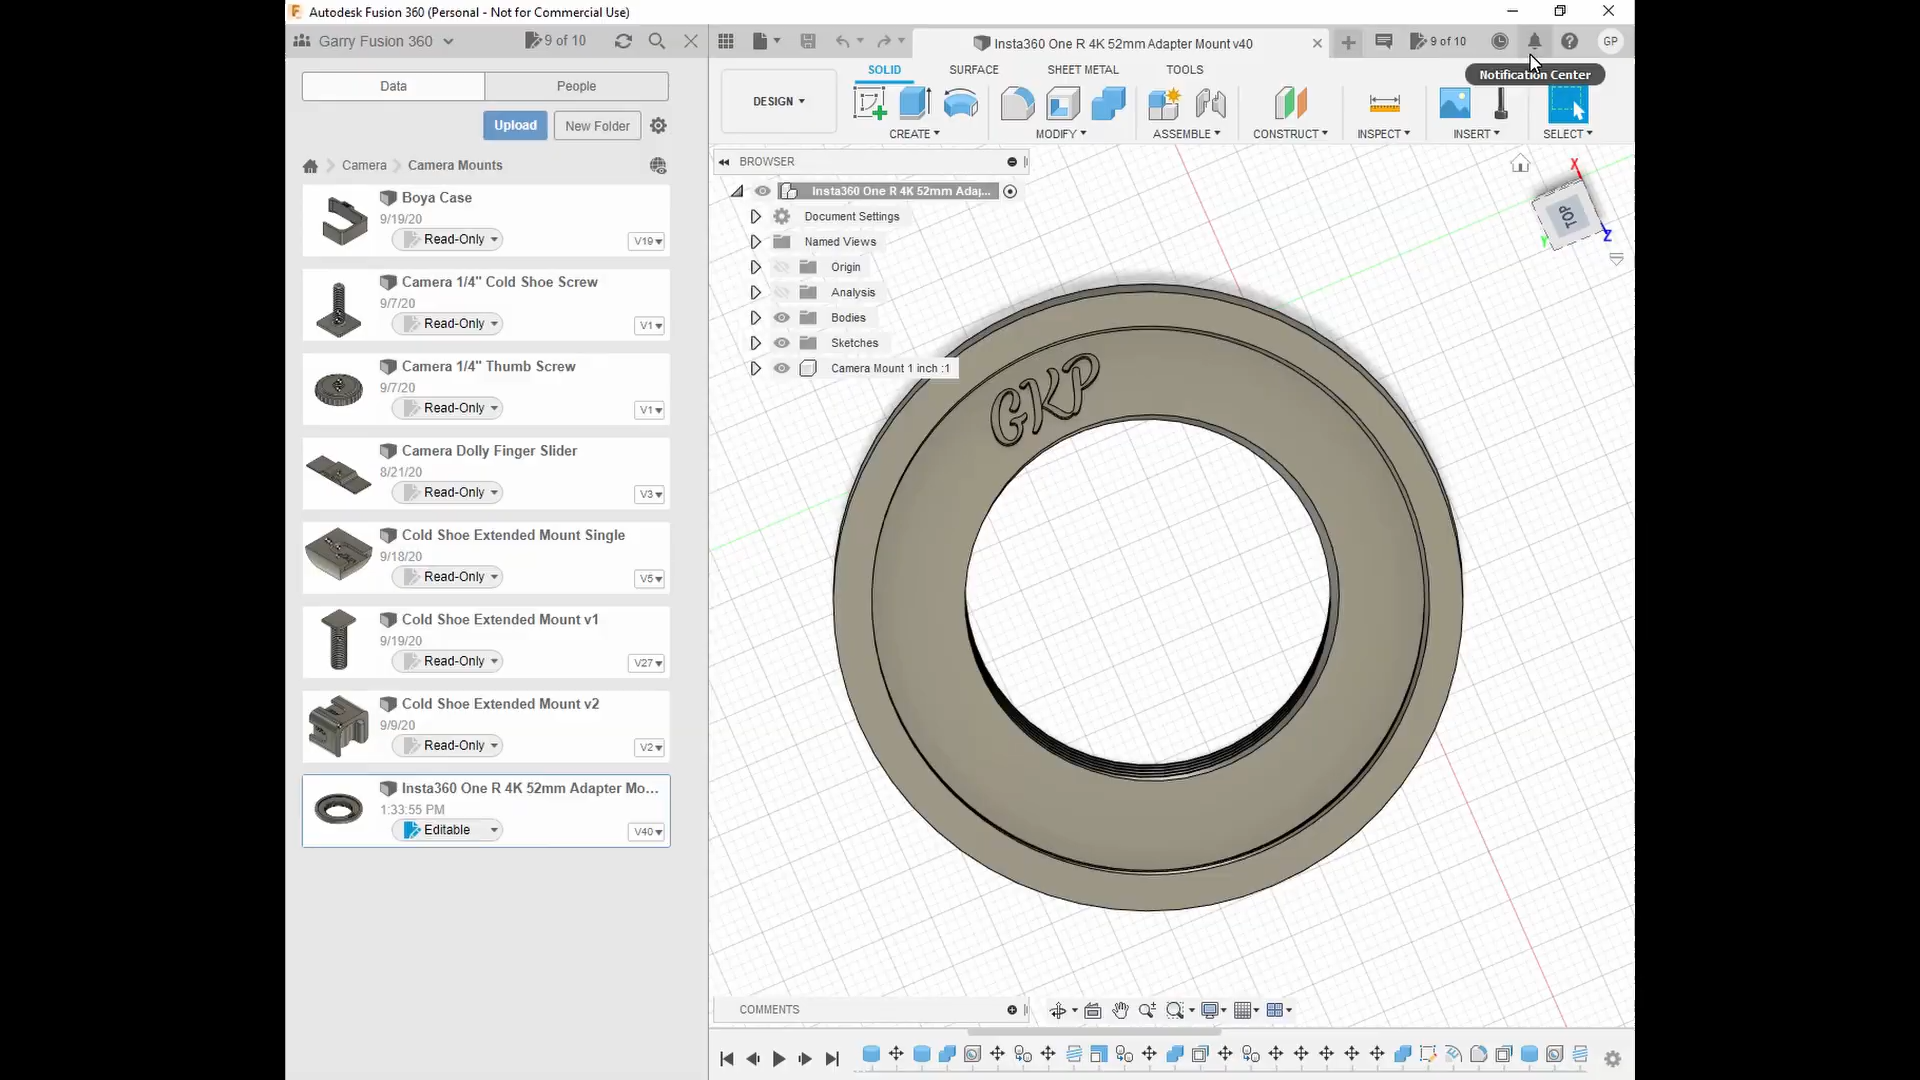 Autodesk Fusion 360 (Personal - Not for Commercial Use)
Garry Fusion 360
9 of 10
Insta360 One R 4K 52mm Adapter Mount v40
9 of 10
GP
Notification Center
Data
People
Upload
New Folder
Camera
Camera Mounts
Boya Case
9/19/20
Read-Only
V19
Camera 1/4" Cold Shoe Screw
9/7/20
Read-Only
V1
Camera 1/4" Thumb Screw
9/7/20
Read-Only
V1
Camera Dolly Finger Slider
8/21/20
Read-Only
V3
Cold Shoe Extended Mount Single
9/18/20
Read-Only
V5
Cold Shoe Extended Mount v1
9/19/20
Read-Only
V27
Cold Shoe Extended Mount v2
9/9/20
Read-Only
V2
Insta360 One R 4K 52mm Adapter Mo...
1:33:55 PM
Editable
V40
DESIGN
SOLID
SURFACE
SHEET METAL
TOOLS
CREATE
MODIFY
ASSEMBLE
CONSTRUCT
INSPECT
INSERT
SELECT
BROWSER
Insta360 One R 4K 52mm Adap...
Document Settings
Named Views
Origin
Analysis
Bodies
Sketches
Camera Mount 1 inch :1
X
TOP
Y
Z
GKP
COMMENTS